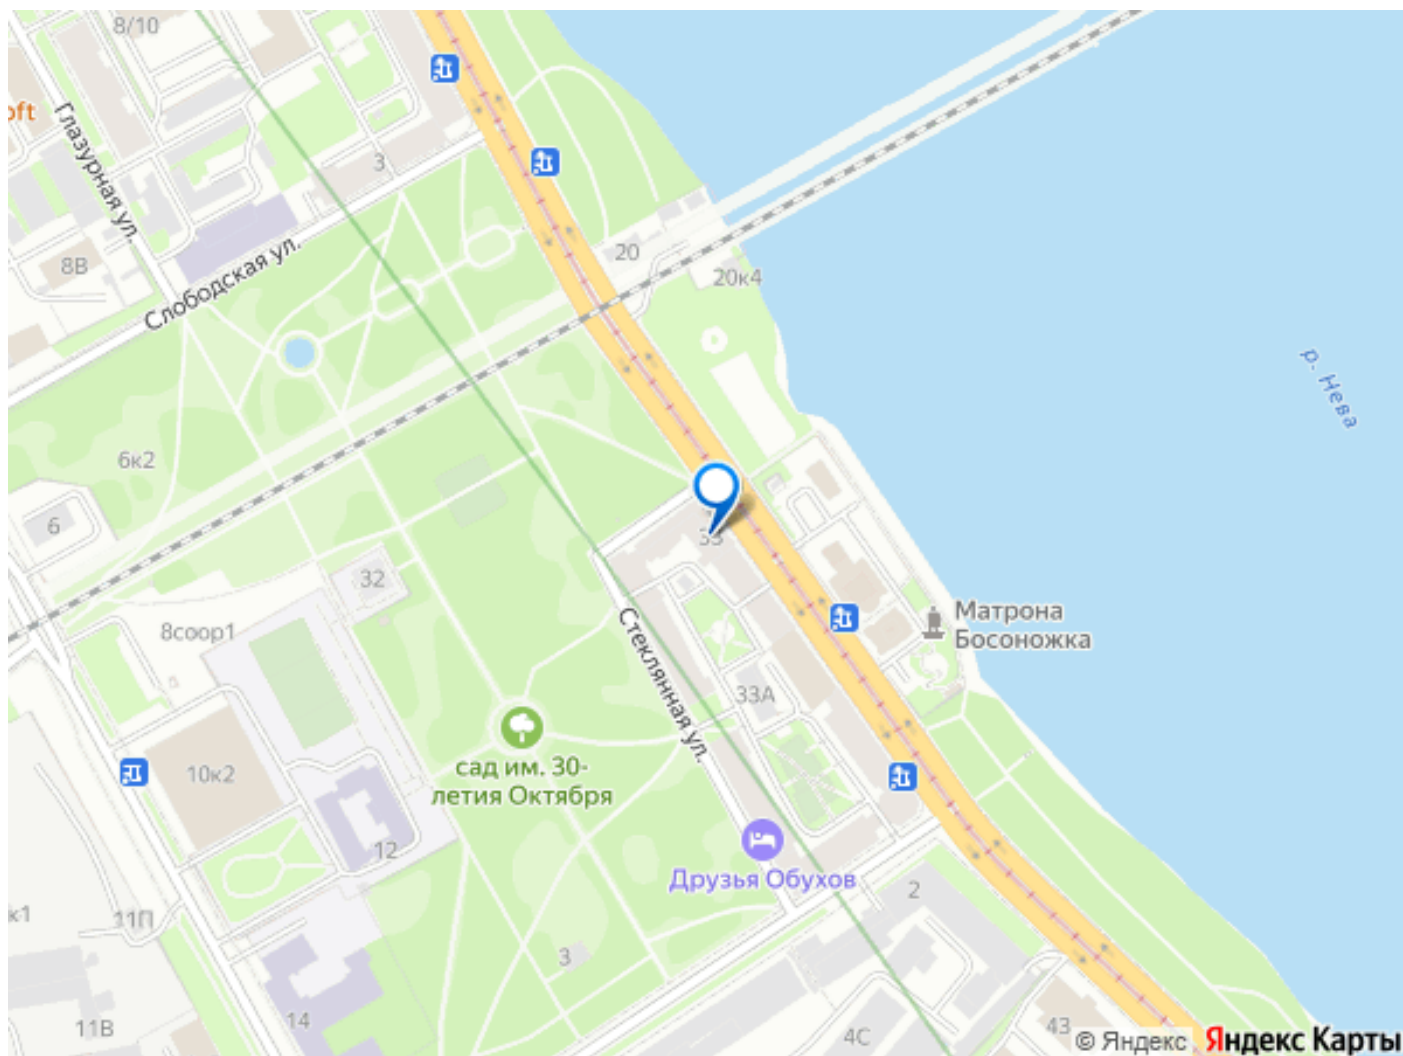 8/10
oft
Глазурная ул.
3
Слободская ул.
8В
20
20к4
р. Нева
6к2
6
33
32
8соор1
Стеклянная ул.
Матрона
Босоножка
33А
10к2
сад им. 30-
летия Октября
12
Друзья Обухов
2
к1
11П
3
11В
14
4С
43
© Яндекс Яндекс Карты